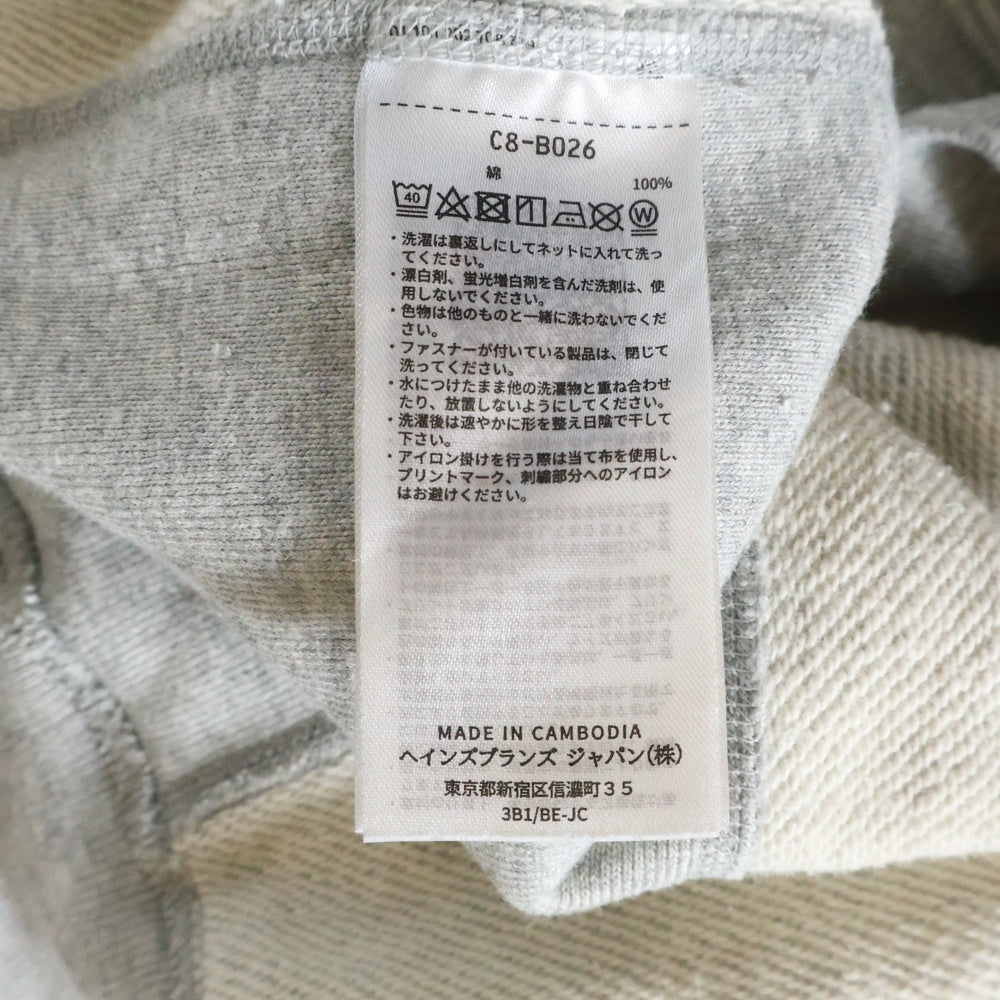 C8-B026
綿
100%
40
W
・洗濯は裏返しにしてネットに入れて洗っ
てください。
・漂白剤、蛍光増白剤を含んだ洗剤は、使
用しないでください。
・色物は他のものと一緒に洗わないでくだ
さい。
・ファスナーが付いている製品は、閉じて
洗ってください。
・水につけたまま他の洗濯物と重ね合わせ
たり、放置しないようにしてください。
・洗濯後は速やかに形を整え日陰で干して
下さい。
・アイロン掛けを行う際は当て布を使用し、
プリントマーク、刺繍部分へのアイロン
はお避けください。
MADE IN CAMBODIA
ヘインズブランズ ジャパン(株)
東京都新宿区信濃町35
3B1/BE-JC